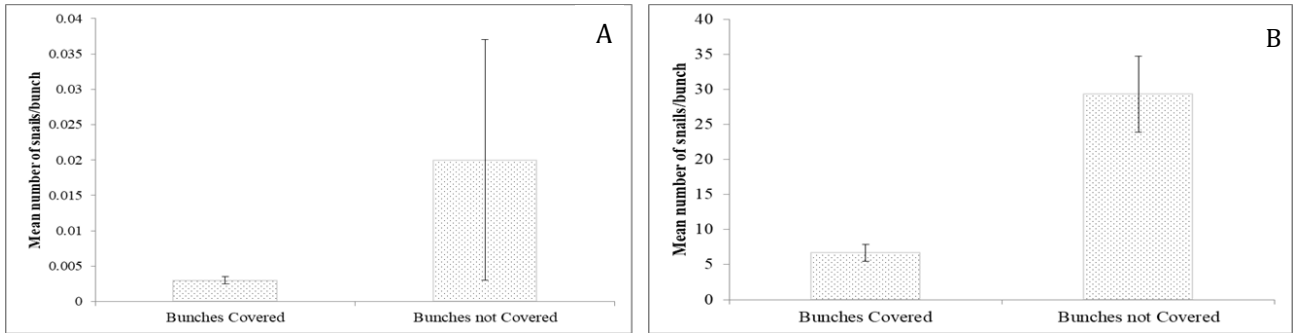 A
Mean number of snails/bunch
0.04
0.035
0.03
0.025
0.02
0.015
0.01
0.005
0
Bunches Covered
Bunches not Covered
B
Mean number of snails/bunch
40
35
30
25
20
15
10
5
0
Bunches Covered
Bunches not Covered